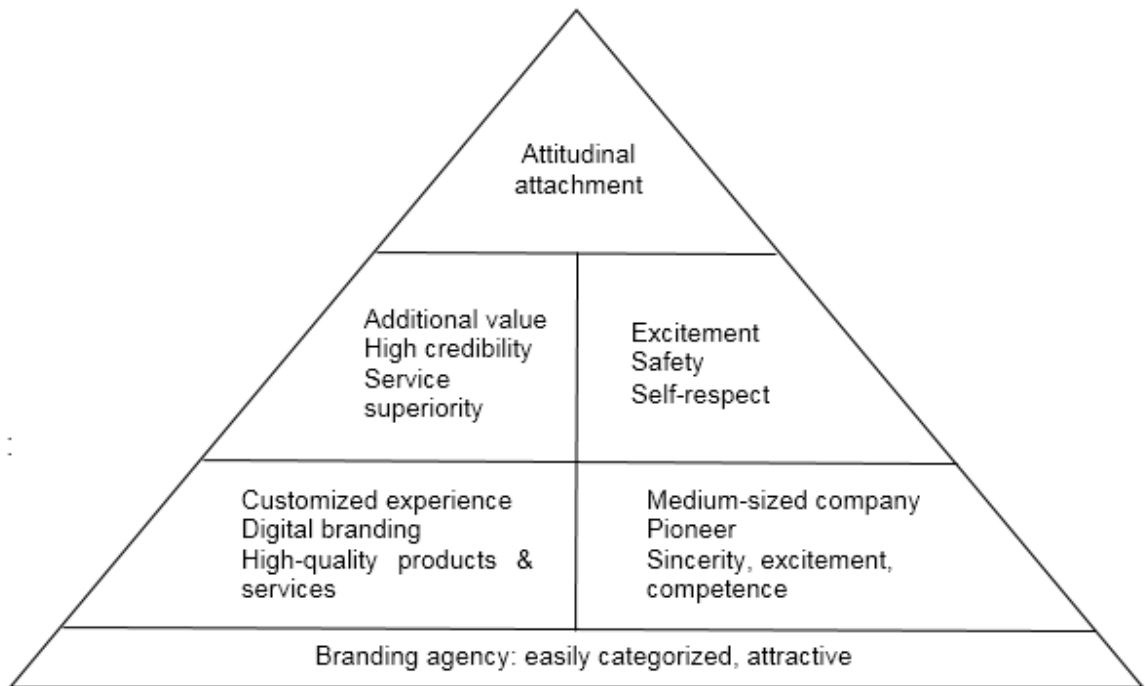 Attitudinal
attachment
Additional value
High credibility
Service
superiority
Excitement
Safety
Self-respect
:
Customized experience
Digital branding
High-quality products &
services
Medium-sized company
Pioneer
Sincerity, excitement,
competence
Branding agency: easily categorized, attractive